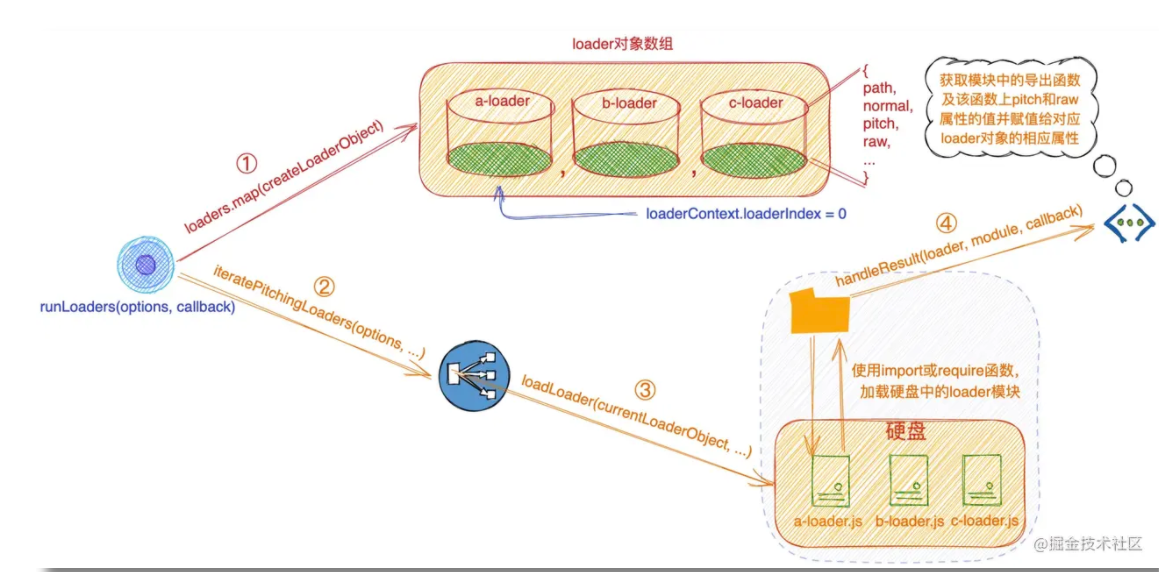 loader对象数组
a-loader
b-loader
c-loader
,
,
{
path,
normal,
pitch,
raw,
...
}
获取模块中的导出函数
及该函数上pitch和raw
属性的值并赋值给对应
loader对象的相应属性
①
loaders.map(createLoaderObject)
loaderContext.loaderIndex = 0
④
handleResult(loader, module, callback)
runLoaders(options, callback)
②
iteratePitchingLoaders(options, ...)
③
loadLoader(currentLoaderObject, ...)
使用import或require函数,
加载硬盘中的loader模块
硬盘
a-loader.js
b-loader.js
c-loader.js
@掘金技术社区